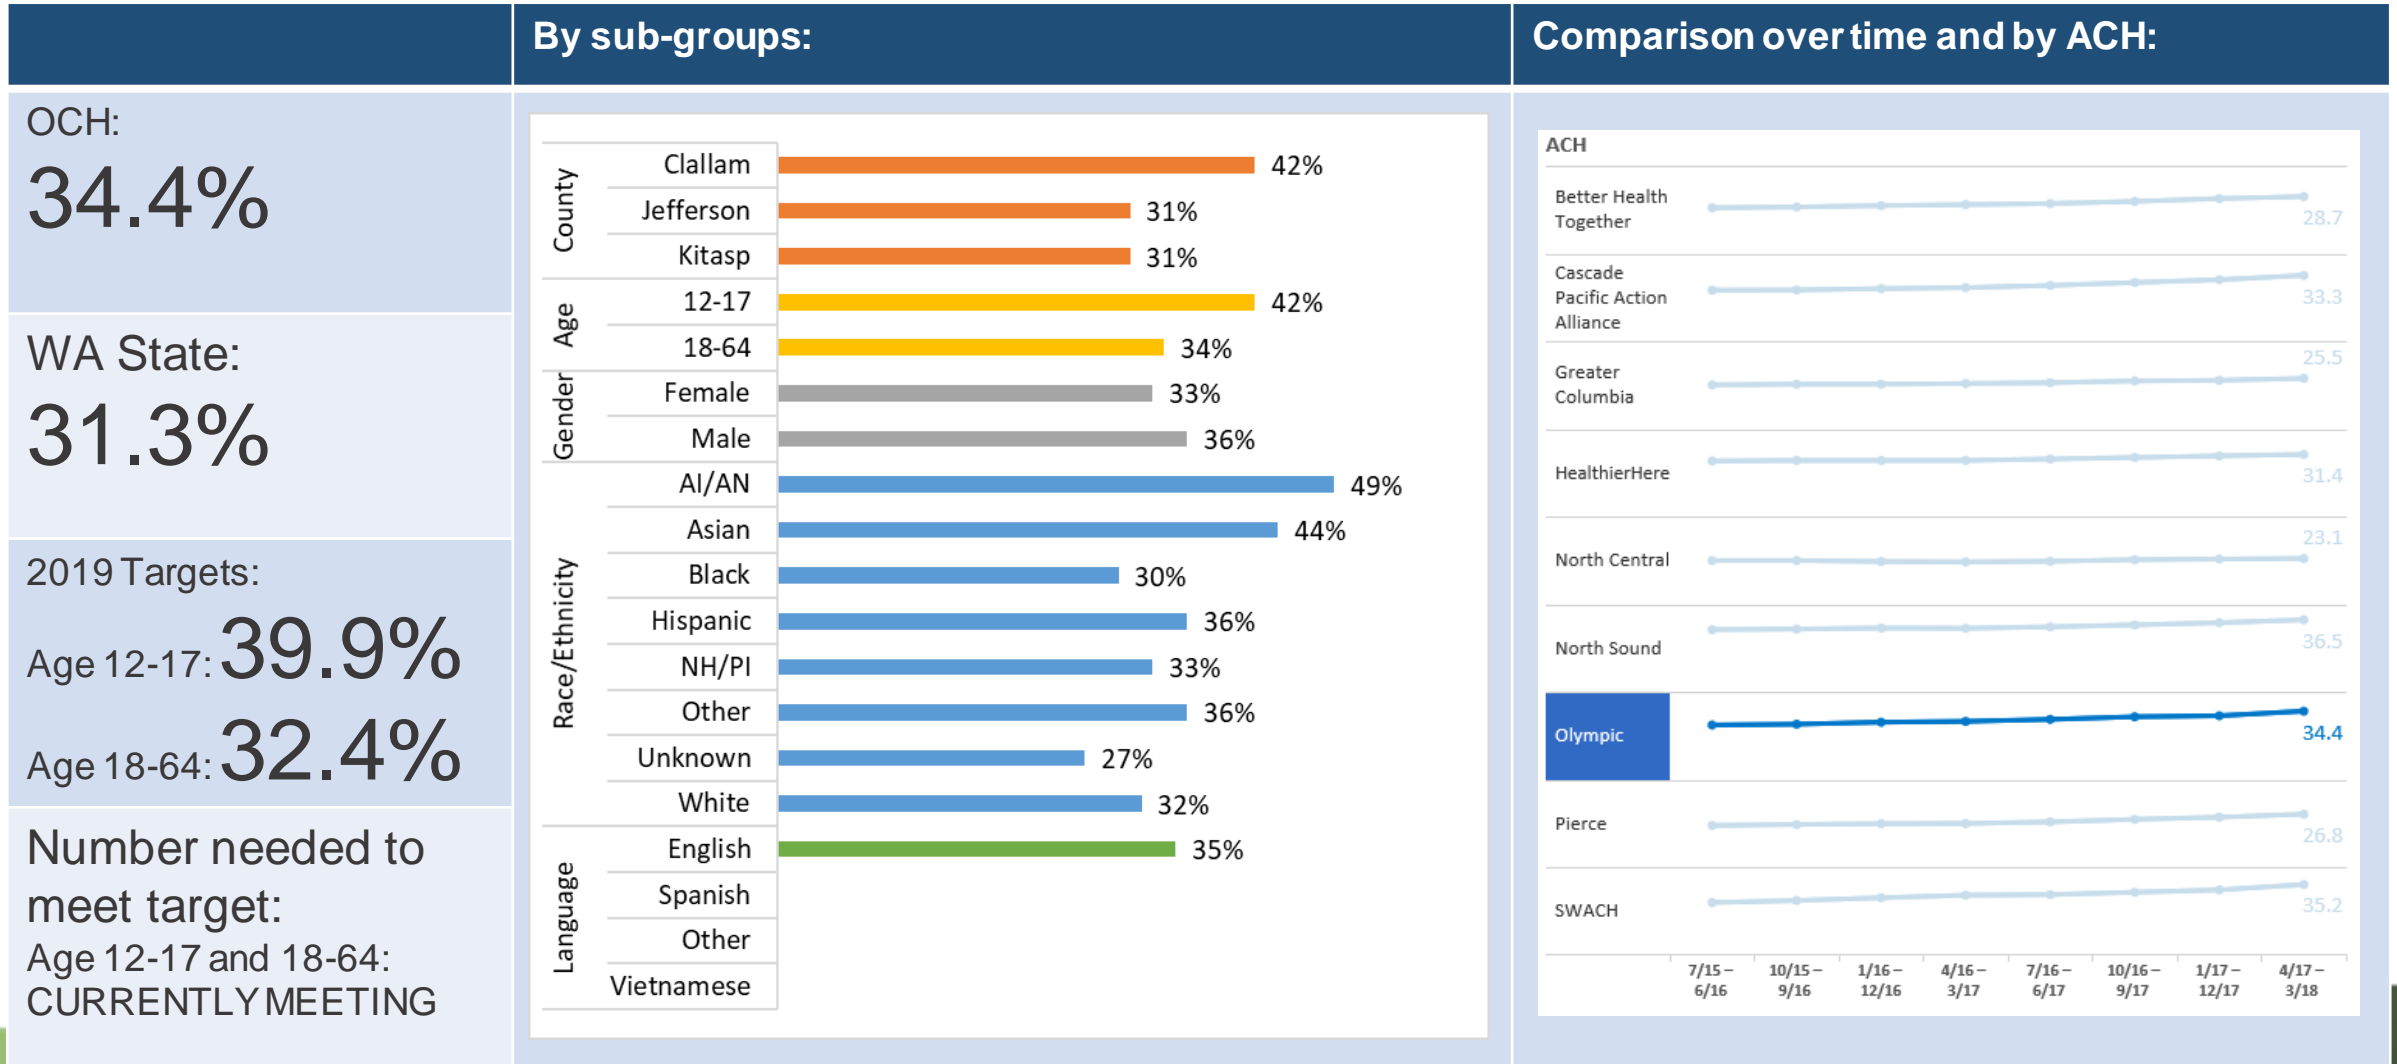 By sub-groups:
Comparison over time and by ACH:
OCH:
34.4%
WA State:
31.3%
2019 Targets:
Age 12-17: 39.9%
Age 18-64: 32.4%
Number needed to
meet target:
Age 12-17 and 18-64:
CURRENTLY MEETING
County
Clallam 42%
Jefferson 31%
Kitasp 31%
Age
12-17 42%
18-64 34%
Gender
Female 33%
Male 36%
Race/Ethnicity
AI/AN 49%
Asian 44%
Black 30%
Hispanic 36%
NH/PI 33%
Other 36%
Unknown 27%
White 32%
Language
English 35%
Spanish
Other
Vietnamese
ACH
Better Health
Together
28.7
Cascade
Pacific Action
Alliance
33.3
Greater
Columbia
25.5
HealthierHere
31.4
North Central
23.1
North Sound
36.5
Olympic
34.4
Pierce
26.8
SWACH
35.2
7/15 – 10/15 – 1/16 – 4/16 – 7/16 – 10/16 – 1/17 – 4/17 –
6/16 9/16 12/16 3/17 6/17 9/17 12/17 3/18